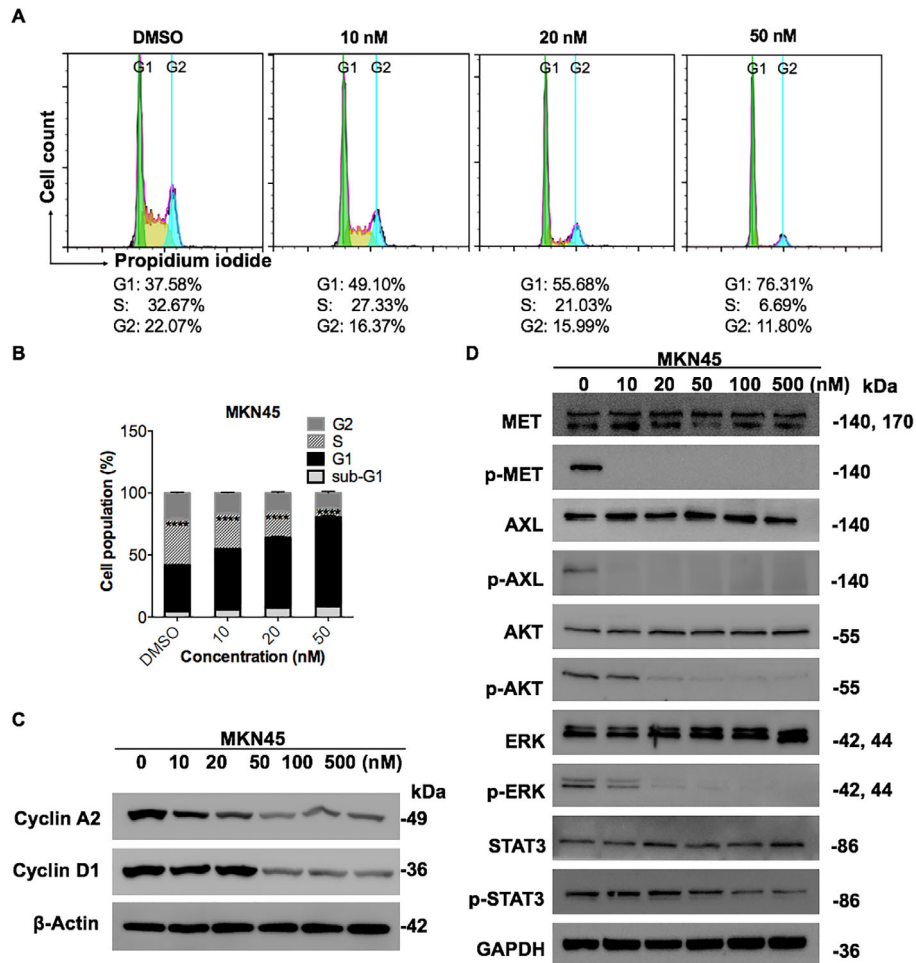 A
DMSO 10 nM 20 nM 50 nM
G1 G2 G1 G2 G1 G2 G1 G2
Cell count
Propidium iodide
G1: 37.58% G1: 49.10% G1: 55.68% G1: 76.31%
S: 32.67% S: 27.33% S: 21.03% S: 6.69%
G2: 22.07% G2: 16.37% G2: 15.99% G2: 11.80%
B
MKN45
G2
S
G1
sub-G1
150
100
50
0
Cell population (%)
**** **** **** ****
DMSO 10 20 50
Concentration (nM)
C
MKN45
0 10 20 50 100 500 (nM)
kDa
Cyclin A2 -49
Cyclin D1 -36
β-Actin -42
D
MKN45
0 10 20 50 100 500 (nM) kDa
MET -140, 170
p-MET -140
AXL -140
p-AXL -140
AKT -55
p-AKT -55
ERK -42, 44
p-ERK -42, 44
STAT3 -86
p-STAT3 -86
GAPDH -36